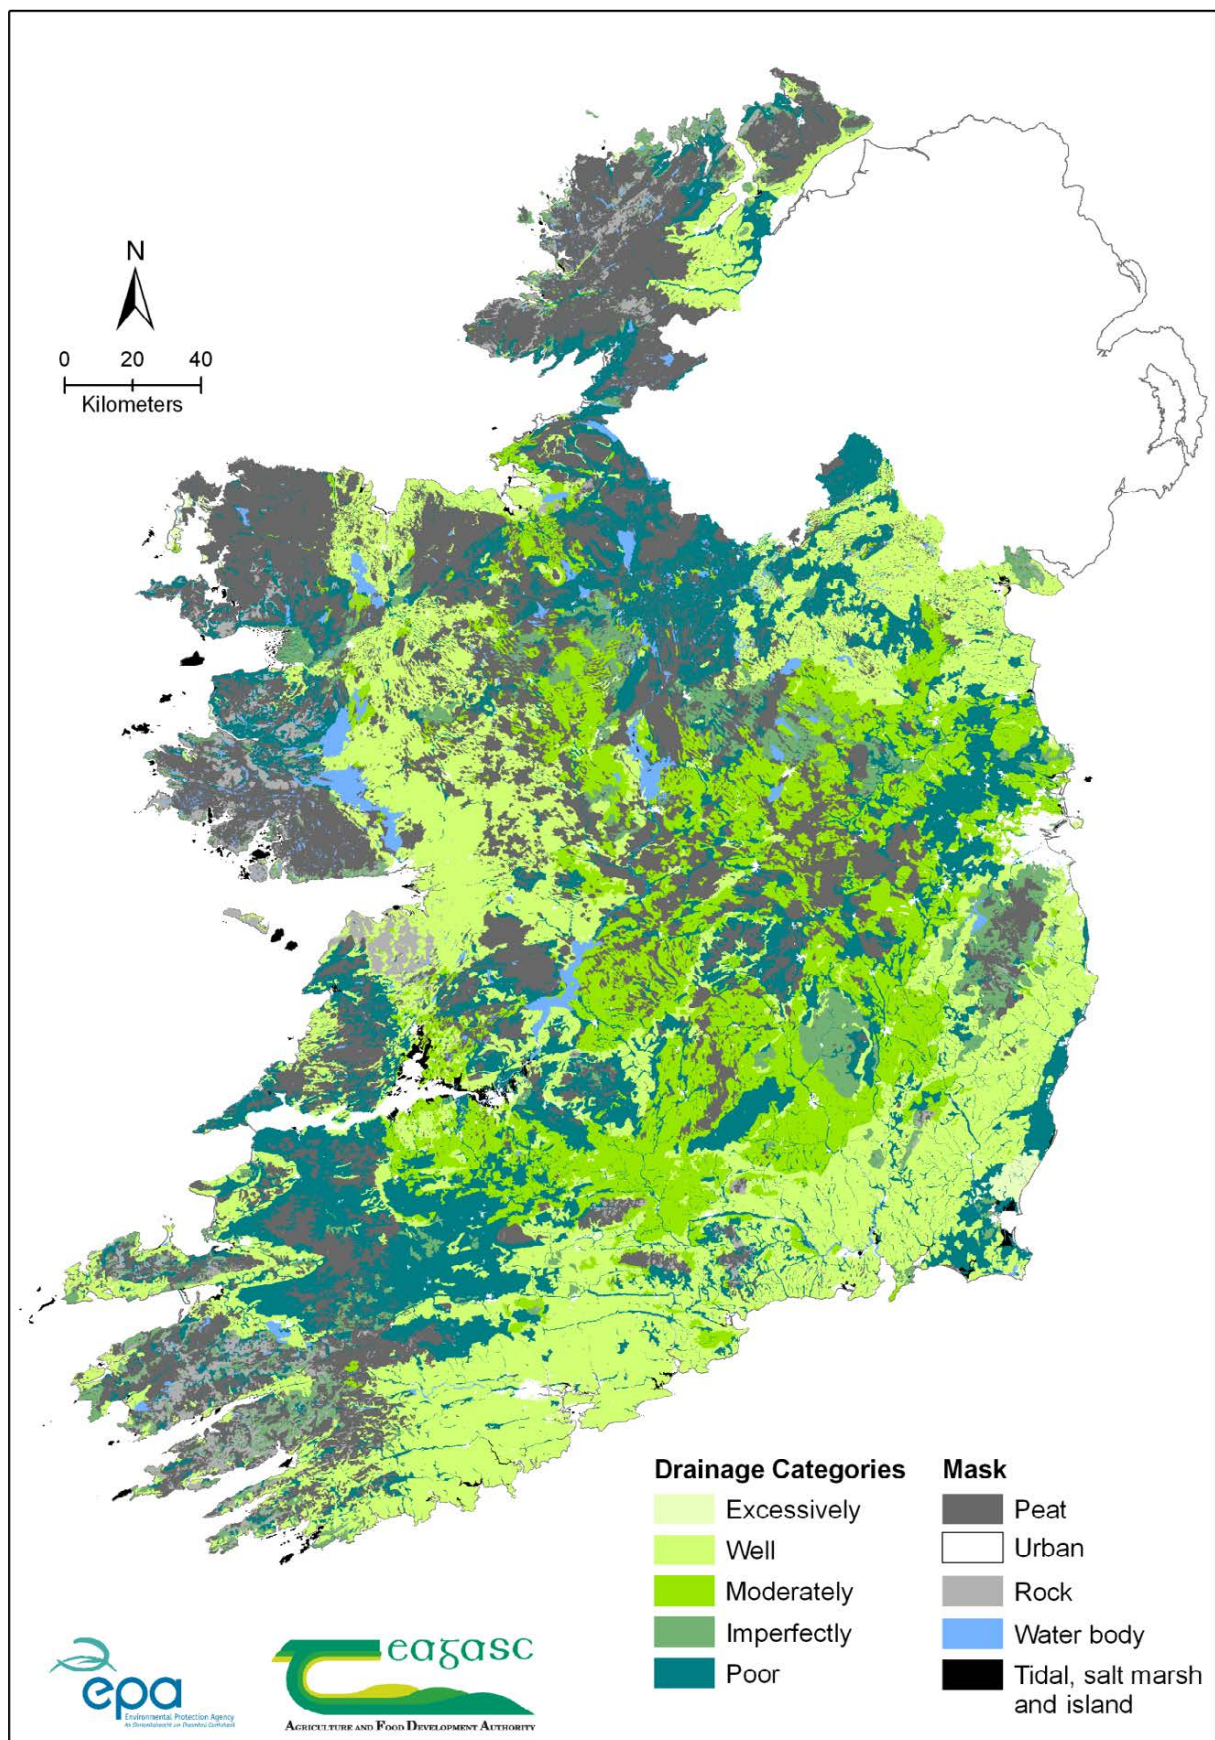 N
0 20 40
Kilometers
Drainage Categories
Excessively
Well
Moderately
Imperfectly
Poor
Mask
Peat
Urban
Rock
Water body
Tidal, salt marsh
and island
epa
Environmental Protection Agency
eagasc
AGRICULTURE AND FOOD DEVELOPMENT AUTHORITY